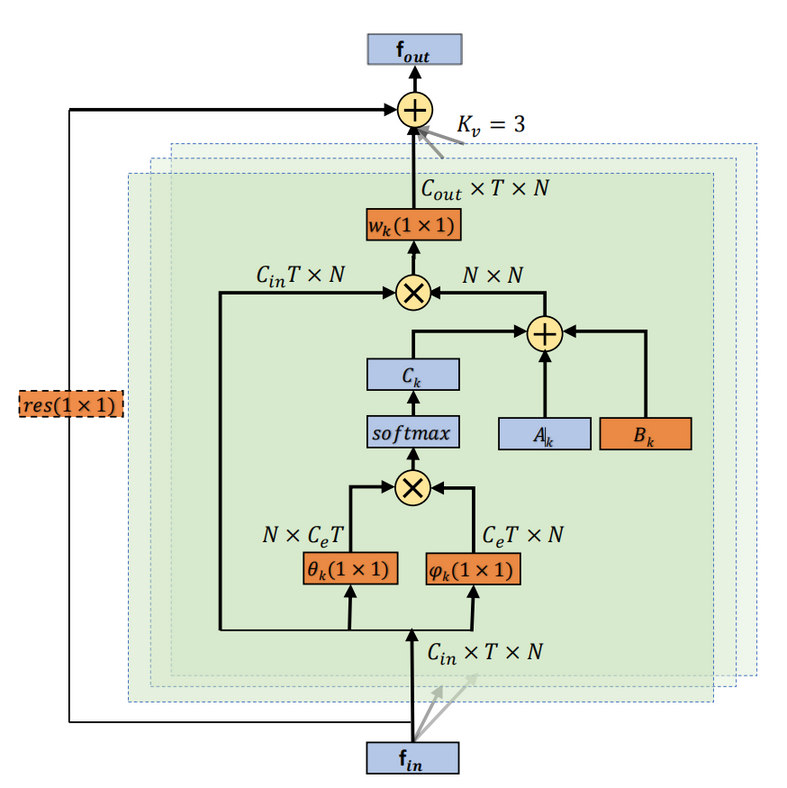 f_out
K_v = 3
C_out × T × N
w_k(1 × 1)
C_in T × N
N × N
C_k
res(1 × 1)
softmax
A_k
B_k
N × C_e T
C_e T × N
θ_k(1 × 1)
φ_k(1 × 1)
C_in × T × N
f_in